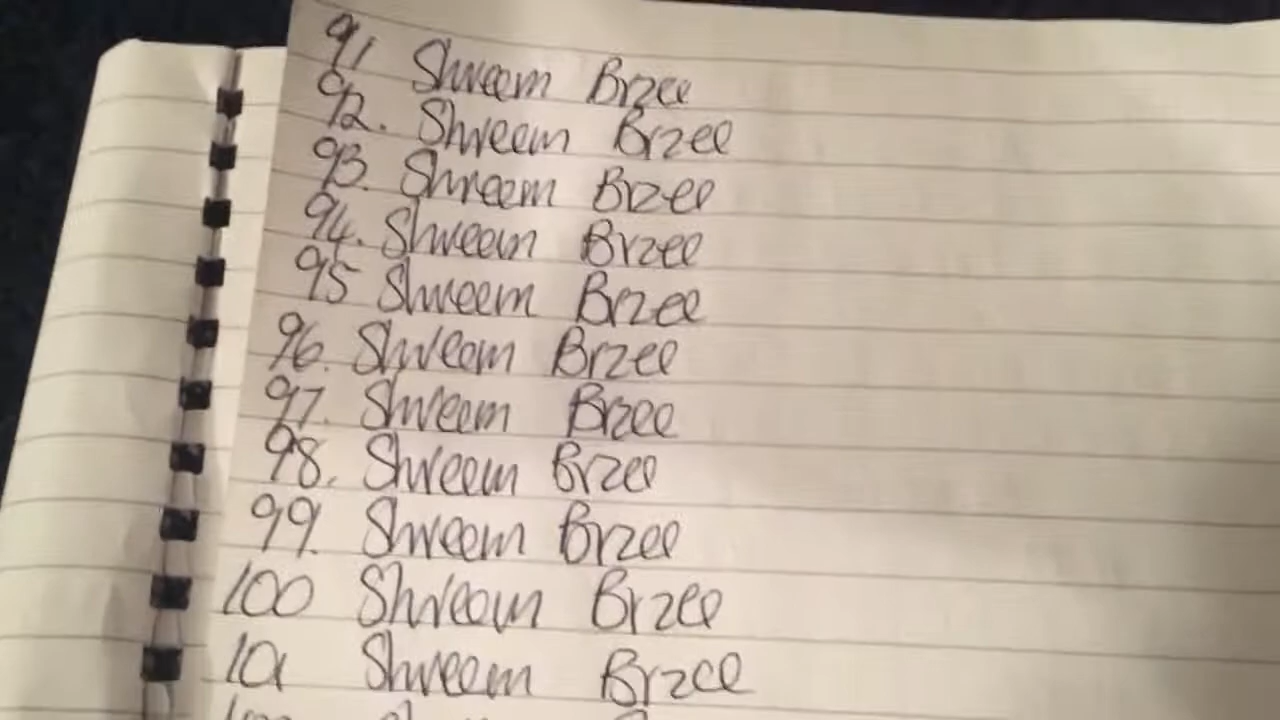 91 Shreem Brzee
92. Shreem Brzee
93. Shreem Brzee
94. Shreem Brzee
95 Shreem Brzee
96. Shreem Brzee
97. Shreem Brzee
98. Shreem Brzee
99. Shreem Brzee
100 Shreem Brzee
101 Shreem Brzee